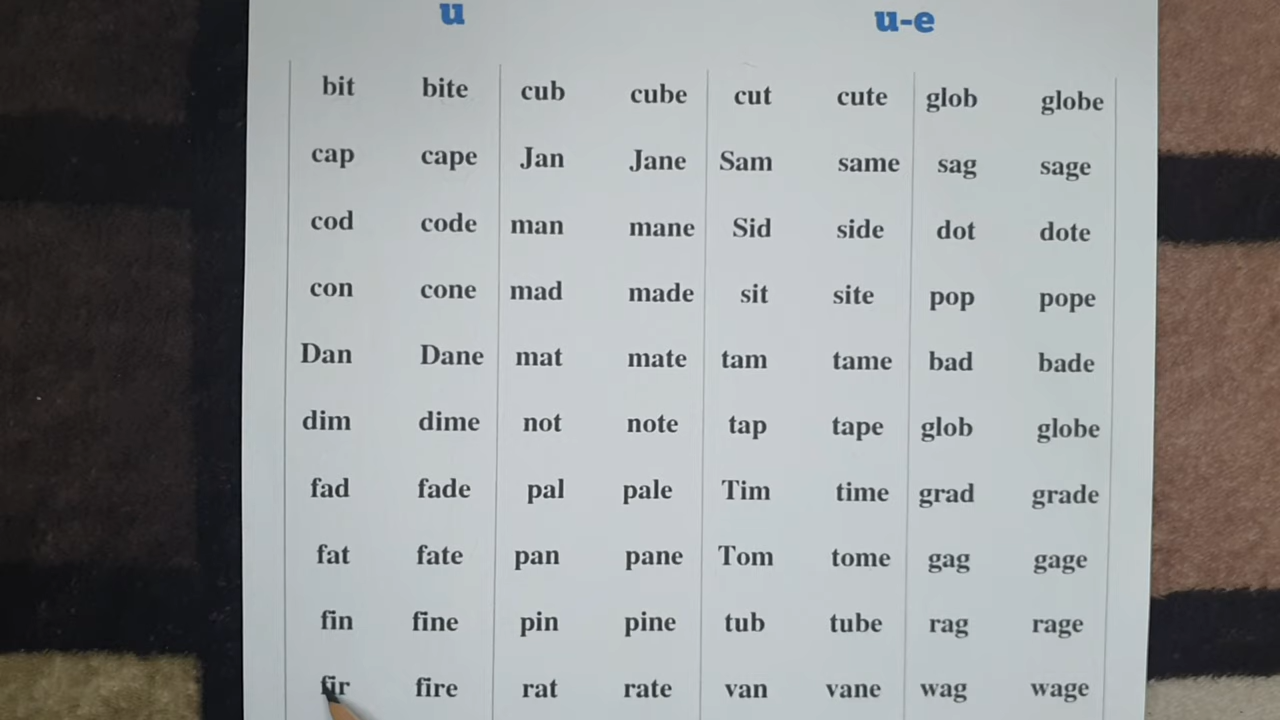 u u-e
bit bite cub cube cut cute glob globe
cap cape Jan Jane Sam same sag sage
cod code man mane Sid side dot dote
con cone mad made sit site pop pope
Dan Dane mat mate tam tame bad bade
dim dime not note tap tape glob globe
fad fade pal pale Tim time grad grade
fat fate pan pane Tom tome gag gage
fin fine pin pine tub tube rag rage
fir fire rat rate van vane wag wage